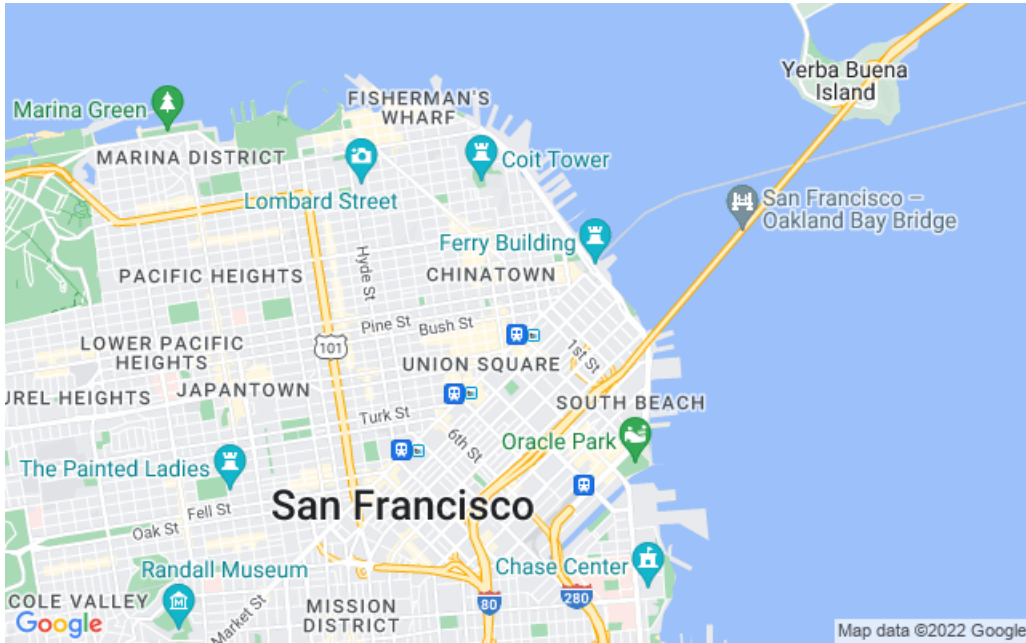 Yerba Buena
Island
FISHERMAN'S
WHARF
Marina Green
MARINA DISTRICT
Coit Tower
Lombard Street
San Francisco –
Oakland Bay Bridge
Ferry Building
Hyde St
PACIFIC HEIGHTS
CHINATOWN
Pine St
Bush St
LOWER PACIFIC
HEIGHTS
101
1st St
UNION SQUARE
UREL HEIGHTS
JAPANTOWN
SOUTH BEACH
Turk St
6th St
Oracle Park
The Painted Ladies
San Francisco
Fell St
Oak St
Randall Museum
Chase Center
COLE VALLEY
Market St
MISSION
DISTRICT
80
280
Google
Map data ©2022 Google